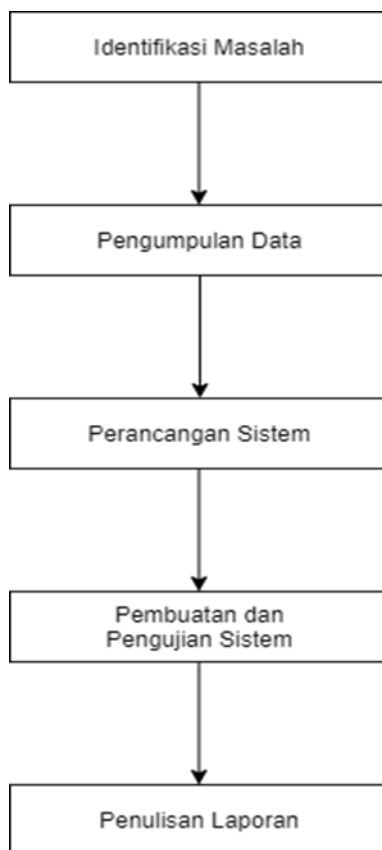 Identifikasi Masalah
Pengumpulan Data
Perancangan Sistem
Pembuatan dan
Pengujian Sistem
Penulisan Laporan